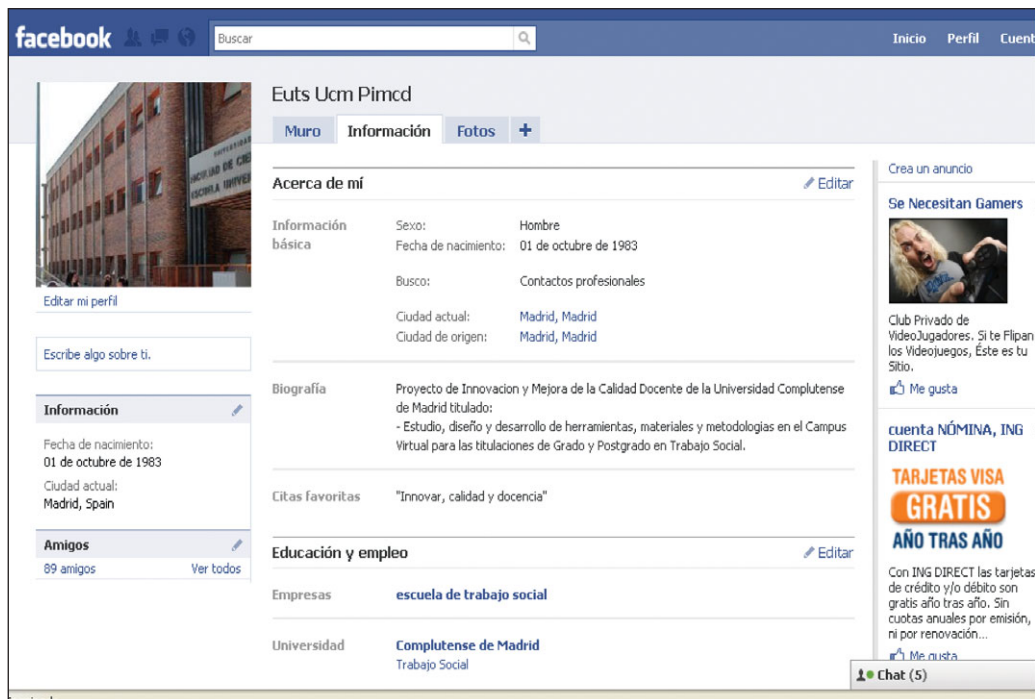 facebook
Buscar
Inicio Perfil Cuent
Euts Ucm Pimcd
Muro Información Fotos +
Editar mi perfil
Escribe algo sobre ti.
Información
Fecha de nacimiento:
01 de octubre de 1983
Ciudad actual:
Madrid, Spain
Amigos
89 amigos Ver todos
Acerca de mí Editar
Información básica
Sexo: Hombre
Fecha de nacimiento: 01 de octubre de 1983
Busco: Contactos profesionales
Ciudad actual: Madrid, Madrid
Ciudad de origen: Madrid, Madrid
Biografía
Proyecto de Innovacion y Mejora de la Calidad Docente de la Universidad Complutense
de Madrid titulado:
- Estudio, diseño y desarrollo de herramientas, materiales y metodologias en el Campus
Virtual para las titulaciones de Grado y Postgrado en Trabajo Social.
Citas favoritas "Innovar, calidad y docencia"
Educación y empleo Editar
Empresas escuela de trabajo social
Universidad Complutense de Madrid
Trabajo Social
Crea un anuncio
Se Necesitan Gamers
Club Privado de
VideoJugadores. Si te Flipan
los Videojuegos, Éste es tu
Sitio.
Me gusta
cuenta NÓMINA, ING
DIRECT
TARJETAS VISA
GRATIS
AÑO TRAS AÑO
Con ING DIRECT las tarjetas
de crédito y/o débito son
gratis año tras año. Sin
cuotas anuales por emisión,
ni por renovación...
Me gusta
Chat (5)